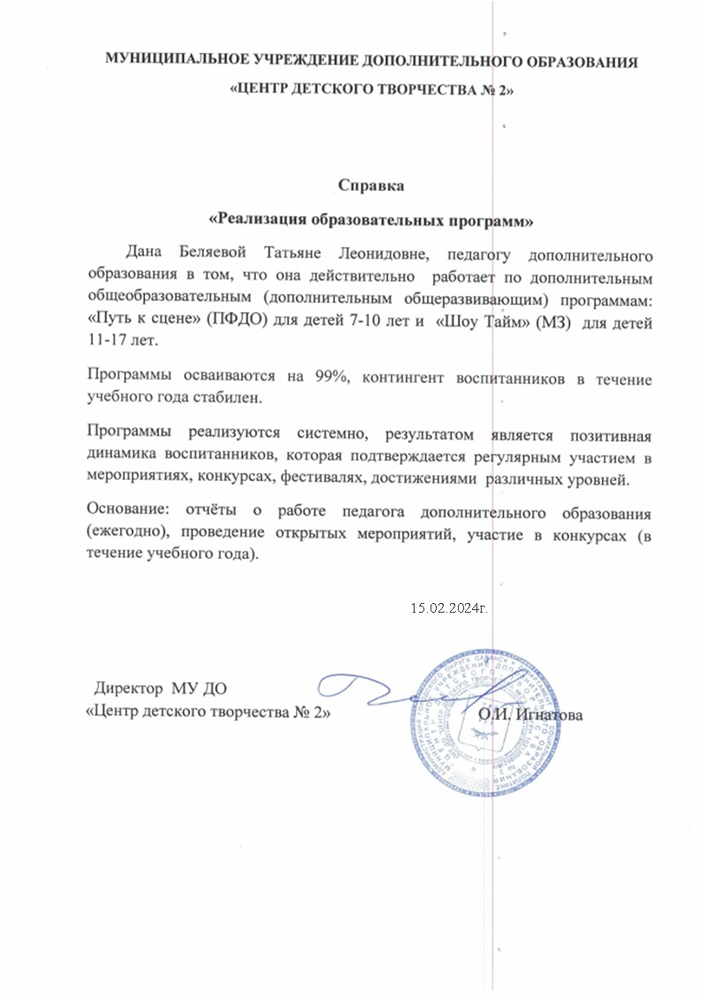 МУНИЦИПАЛЬНОЕ УЧРЕЖДЕНИЕ ДОПОЛНИТЕЛЬНОГО ОБРАЗОВАНИЯ
«ЦЕНТР ДЕТСКОГО ТВОРЧЕСТВА № 2»
Справка
«Реализация образовательных программ»
Дана Беляевой Татьяне Леонидовне, педагогу дополнительного
образования в том, что она действительно работает по дополнительным
общеобразовательным (дополнительным общеразвивающим) программам:
«Путь к сцене» (ПФДО) для детей 7-10 лет и «Шоу Тайм» (МЗ) для детей
11-17 лет.
Программы осваиваются на 99%, контингент воспитанников в течение
учебного года стабилен.
Программы реализуются системно, результатом является позитивная
динамика воспитанников, которая подтверждается регулярным участием в
мероприятиях, конкурсах, фестивалях, достижениями различных уровней.
Основание: отчёты о работе педагога дополнительного образования
(ежегодно), проведение открытых мероприятий, участие в конкурсах (в
течение учебного года).
15.02.2024г.
Директор МУ ДО
«Центр детского творчества № 2»
О.И. Игнатова